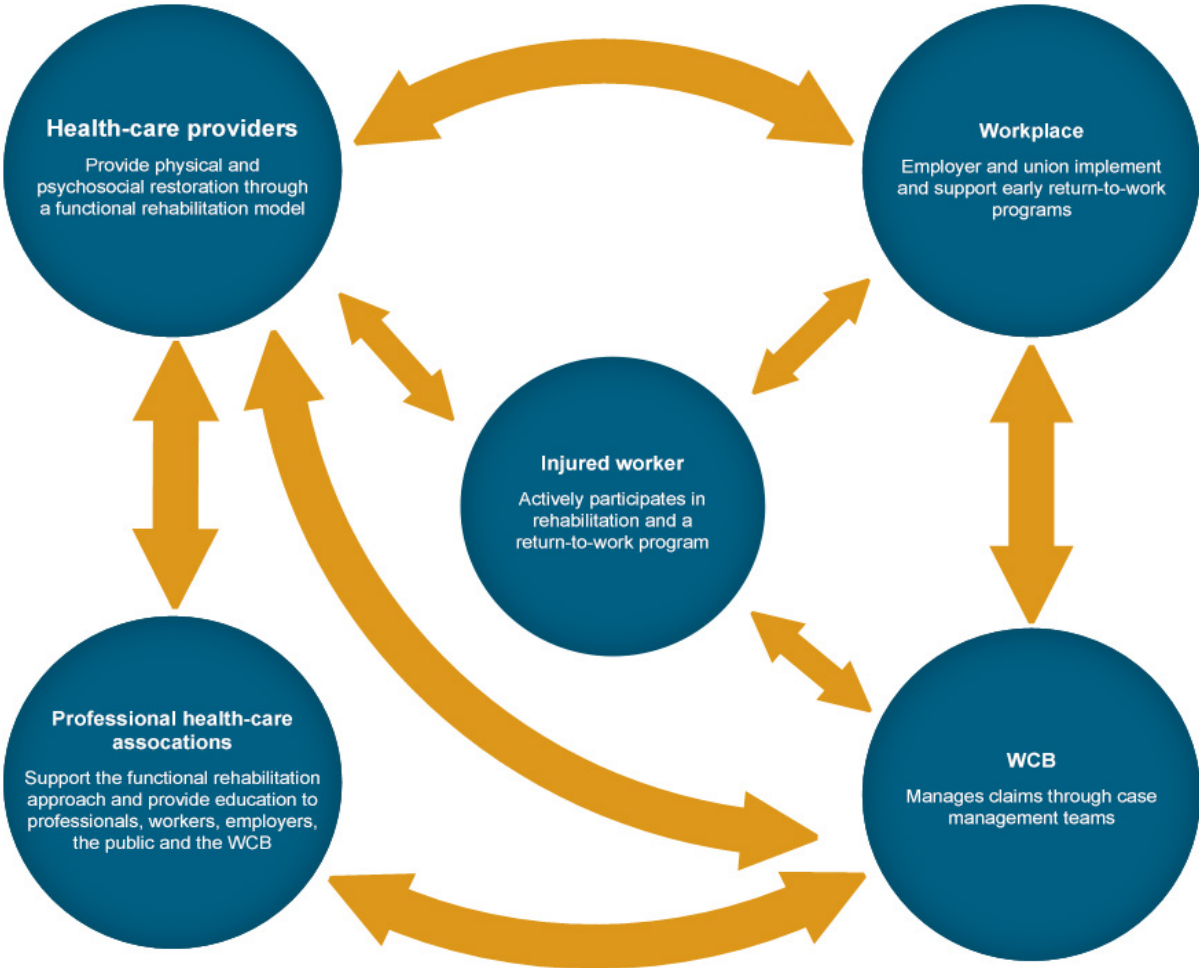 Health-care providers
Provide physical and
psychosocial restoration through
a functional rehabilitation model
Workplace
Employer and union implement
and support early return-to-work
programs
Injured worker
Actively participates in
rehabilitation and a
return-to-work program
Professional health-care
assocations
Support the functional rehabilitation
approach and provide education to
professionals, workers, employers,
the public and the WCB
WCB
Manages claims through case
management teams